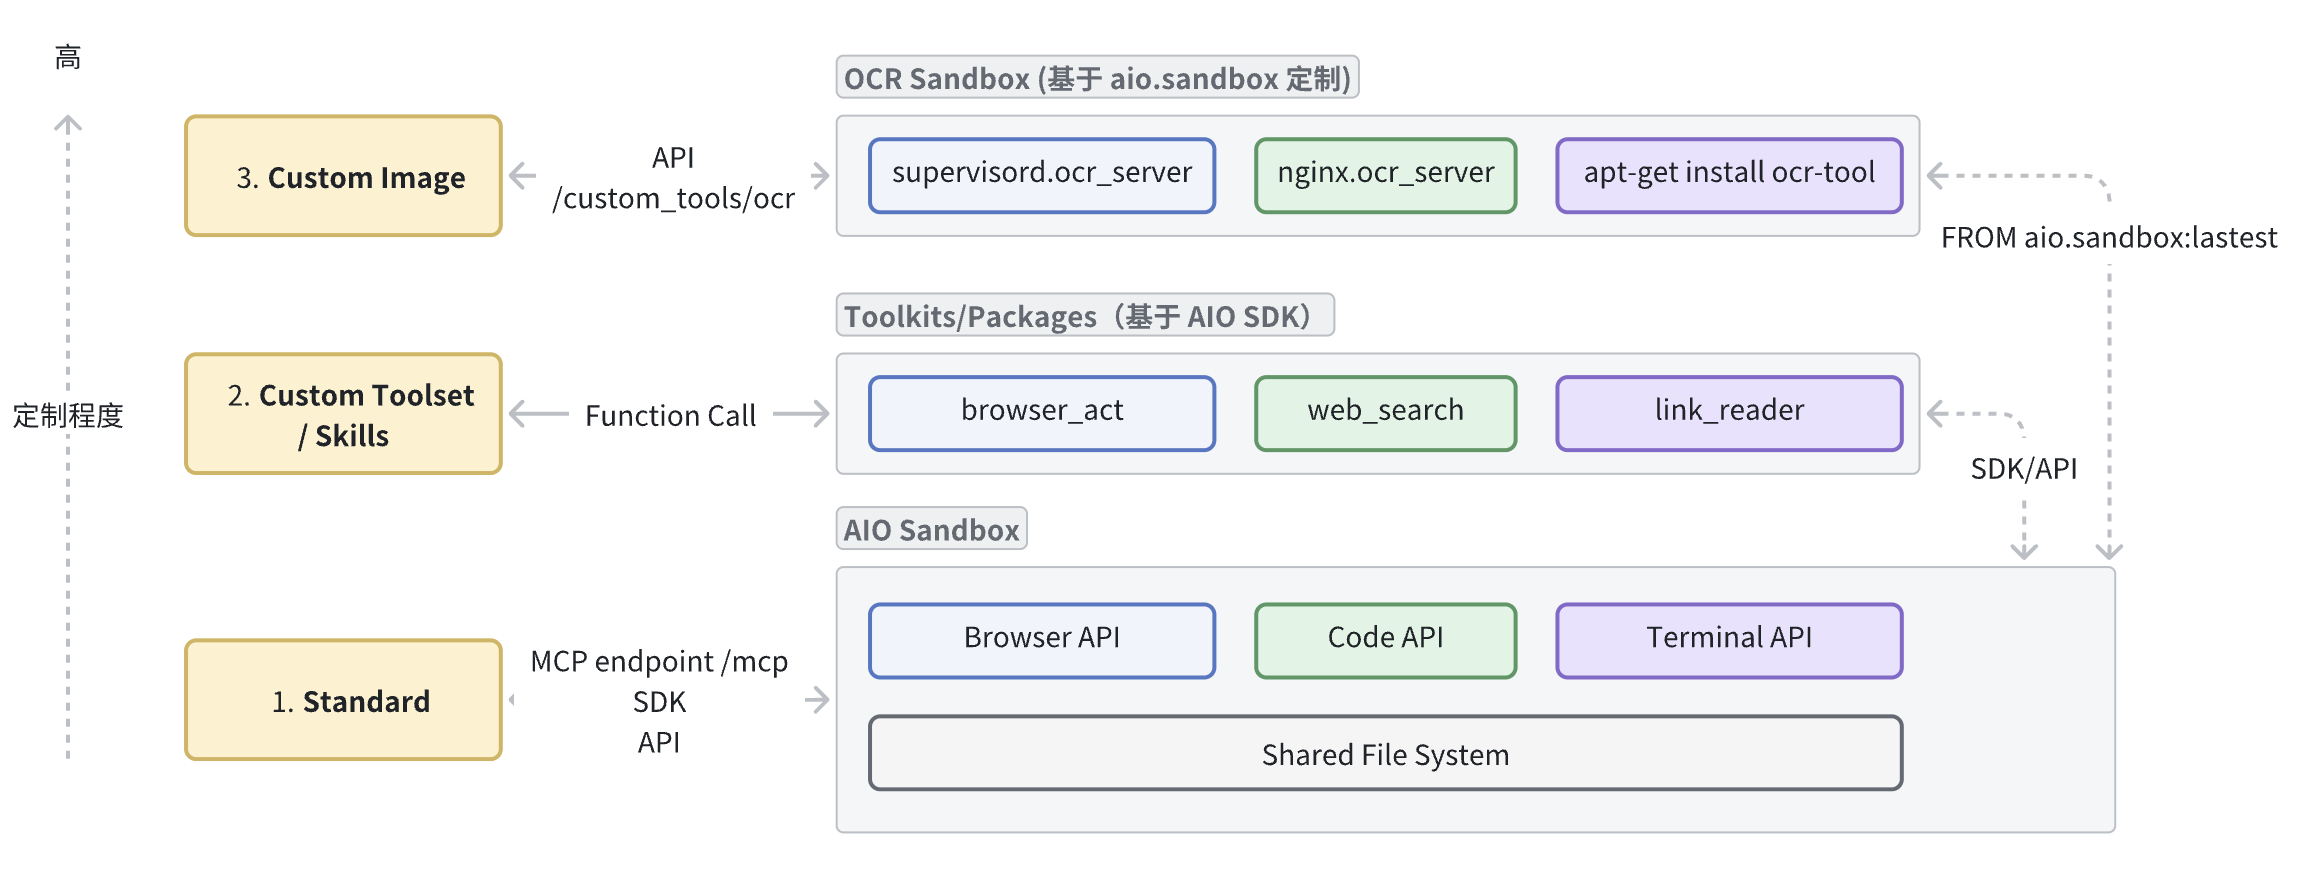 高
OCR Sandbox (基于 aio.sandbox 定制)
3. Custom Image
API
/custom_tools/ocr
supervisord.ocr_server
nginx.ocr_server
apt-get install ocr-tool
FROM aio.sandbox:lastest
Toolkits/Packages（基于 AIO SDK）
定制程度
2. Custom Toolset
/ Skills
Function Call
browser_act
web_search
link_reader
SDK/API
AIO Sandbox
1. Standard
MCP endpoint /mcp
SDK
API
Browser API
Code API
Terminal API
Shared File System